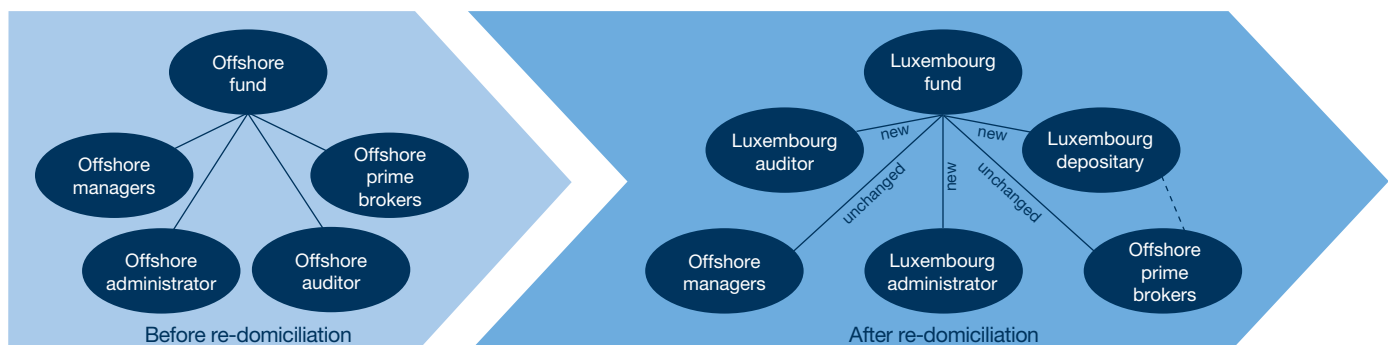 Offshore
fund
Offshore
managers
Offshore
prime
brokers
Offshore
administrator
Offshore
auditor
Before re-domiciliation
Luxembourg
fund
Luxembourg
auditor
new
new
Luxembourg
depositary
unchanged
new
unchanged
Offshore
managers
Luxembourg
administrator
Offshore
prime
brokers
After re-domiciliation